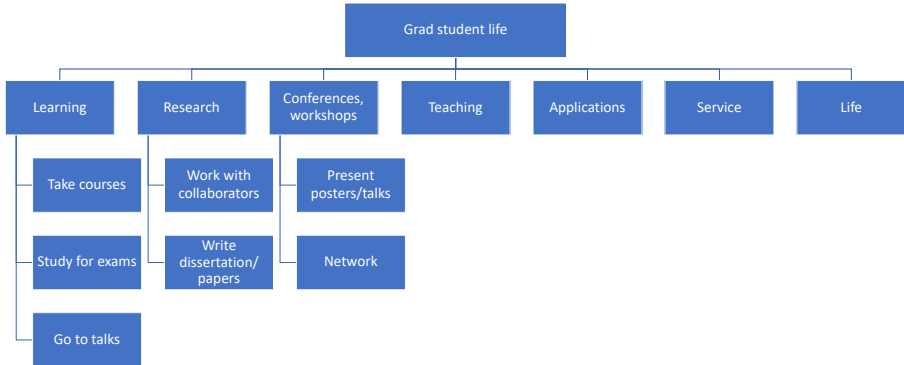 Grad student life
Learning
Research
Conferences,
workshops
Teaching
Applications
Service
Life
Take courses
Work with
collaborators
Present
posters/talks
Study for exams
Write
dissertation/
papers
Network
Go to talks